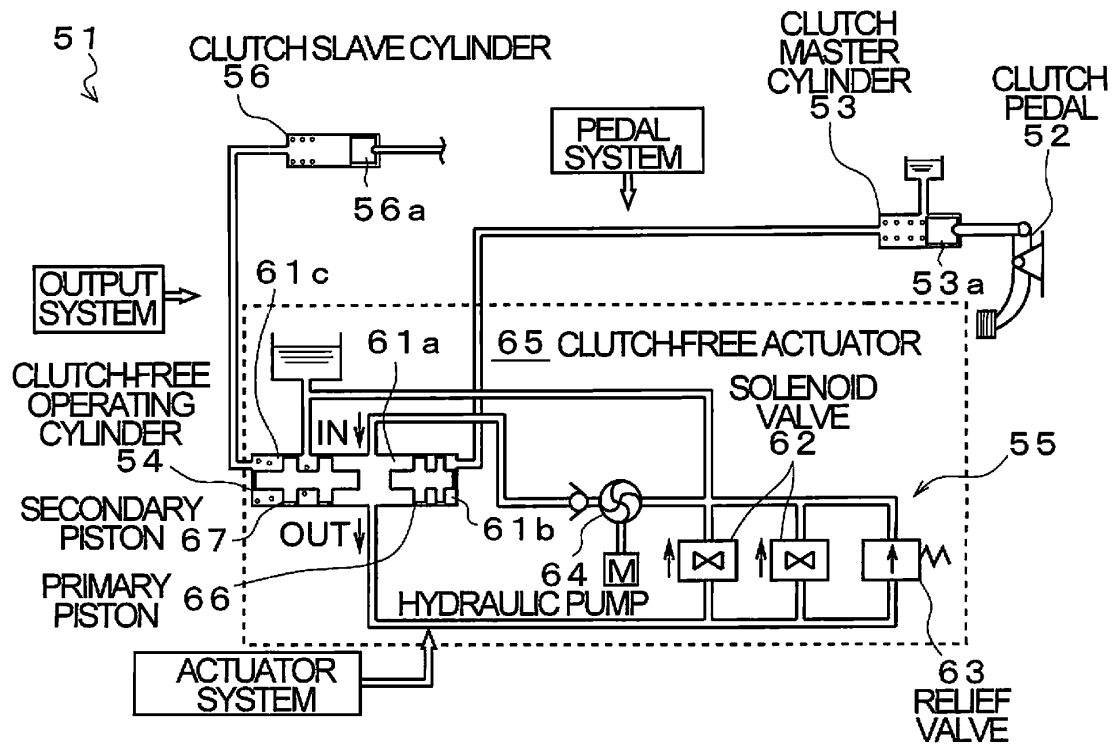 51
CLUTCH SLAVE CYLINDER
56
56a
PEDAL
SYSTEM
CLUTCH
MASTER
CYLINDER
53
CLUTCH
PEDAL
52
53a
OUTPUT
SYSTEM
61c
61a
65 CLUTCH-FREE ACTUATOR
CLUTCH-FREE
OPERATING
CYLINDER
54
IN
SOLENOID
VALVE
62
55
SECONDARY
PISTON 67
OUT
61b
64
M
PRIMARY
PISTON 66
HYDRAULIC PUMP
ACTUATOR
SYSTEM
63
RELIEF
VALVE